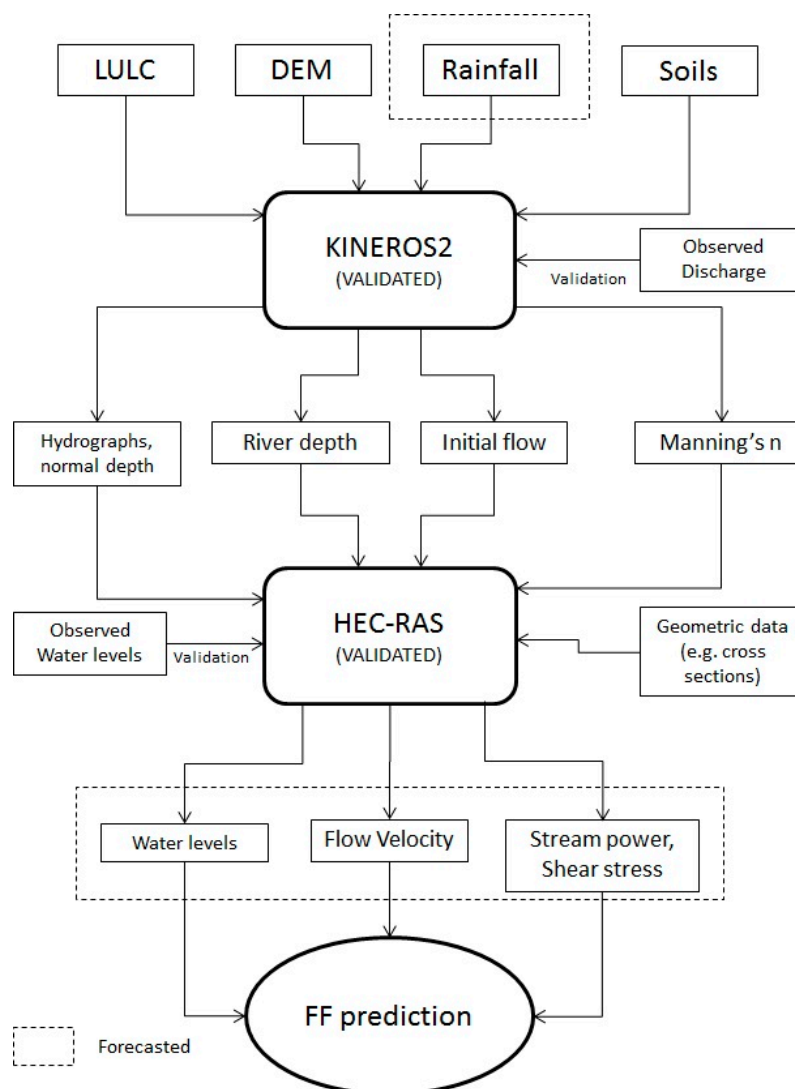 LULC
DEM
Rainfall
Soils
KINEROS2
(VALIDATED)
Observed
Discharge
Validation
Hydrographs,
normal depth
River depth
Initial flow
Manning's n
HEC-RAS
(VALIDATED)
Observed
Water levels
Validation
Geometric data
(e.g. cross
sections)
Water levels
Flow Velocity
Stream power,
Shear stress
FF prediction
Forecasted